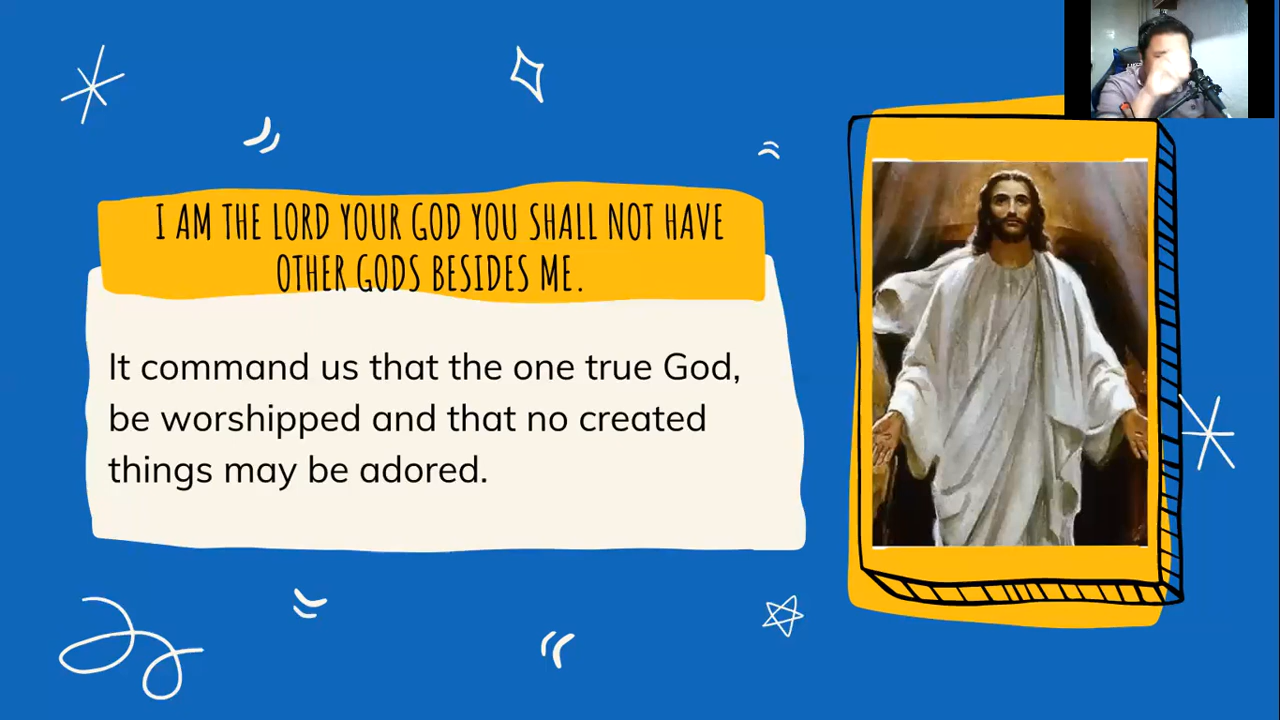 I AM THE LORD YOUR GOD YOU SHALL NOT HAVE
OTHER GODS BESIDES ME.
It command us that the one true God,
be worshipped and that no created
things may be adored.